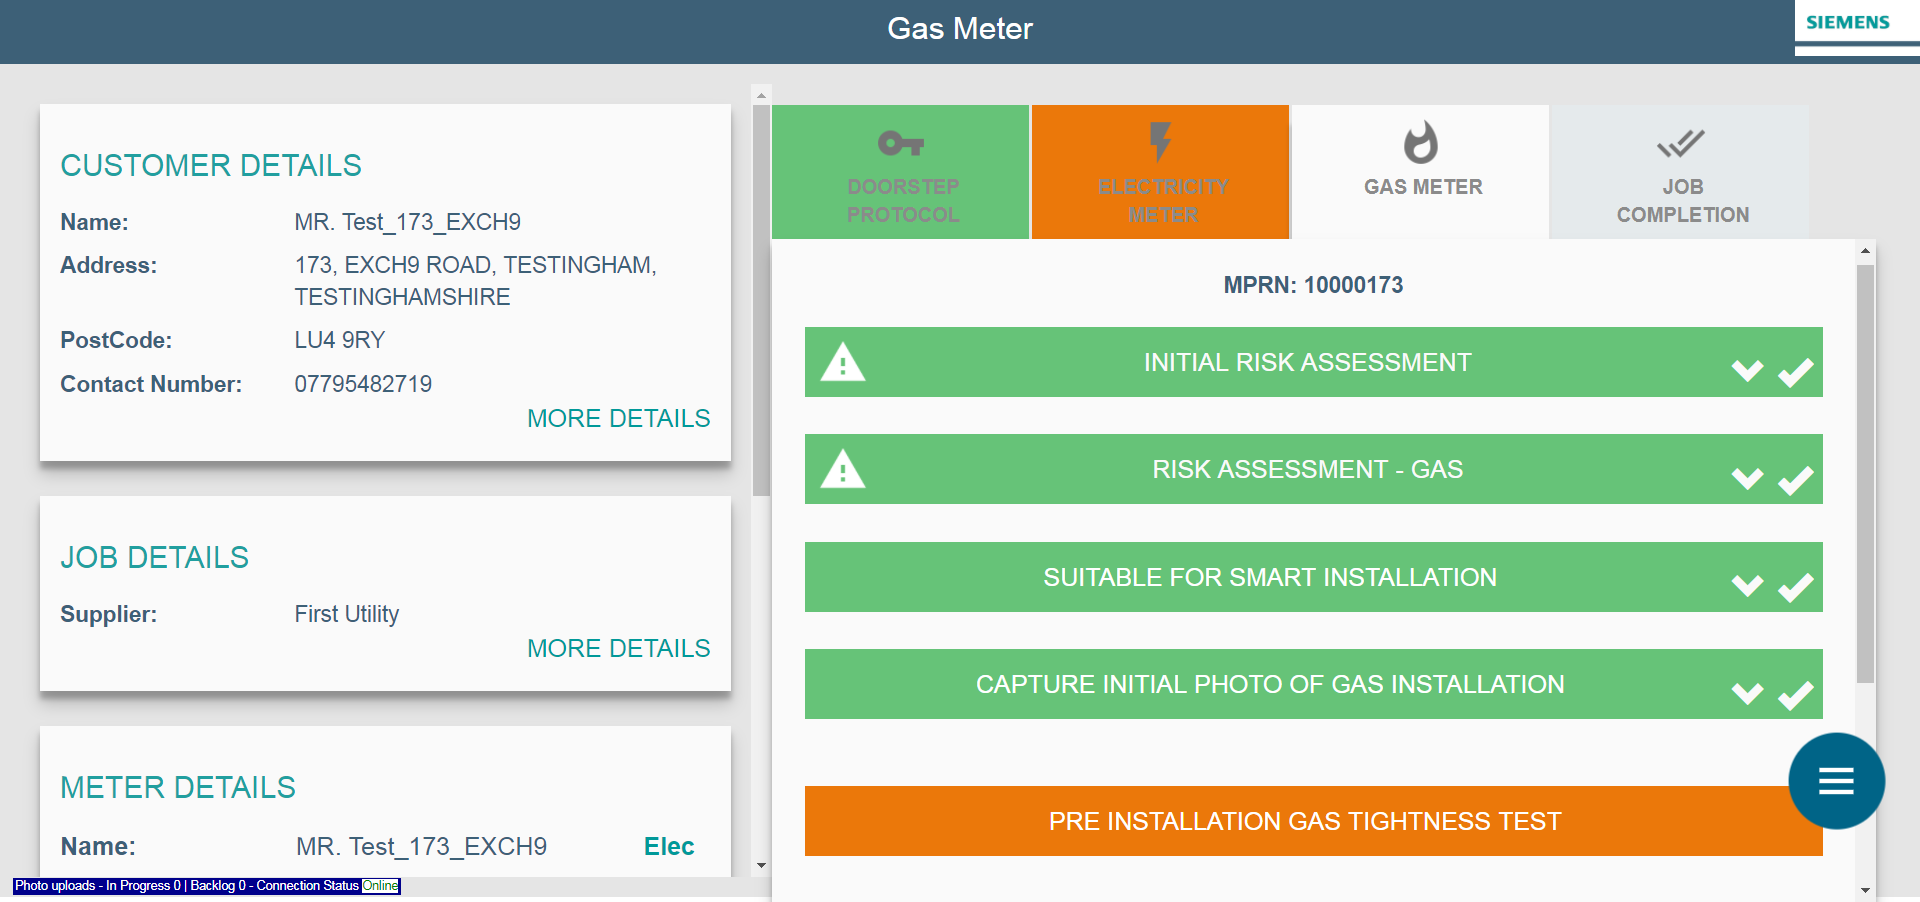 Gas Meter
SIEMENS
CUSTOMER DETAILS
Name: MR. Test_173_EXCH9
Address: 173, EXCH9 ROAD, TESTINGHAM,
TESTINGHAMSHIRE
PostCode: LU4 9RY
Contact Number: 07795482719
MORE DETAILS
JOB DETAILS
Supplier: First Utility
MORE DETAILS
METER DETAILS
Name: MR. Test_173_EXCH9 Elec
Photo uploads - In Progress 0 | Backlog 0 - Connection Status Online
DOORSTEP
PROTOCOL
ELECTRICITY
METER
GAS METER
JOB
COMPLETION
MPRN: 10000173
INITIAL RISK ASSESSMENT
RISK ASSESSMENT - GAS
SUITABLE FOR SMART INSTALLATION
CAPTURE INITIAL PHOTO OF GAS INSTALLATION
PRE INSTALLATION GAS TIGHTNESS TEST